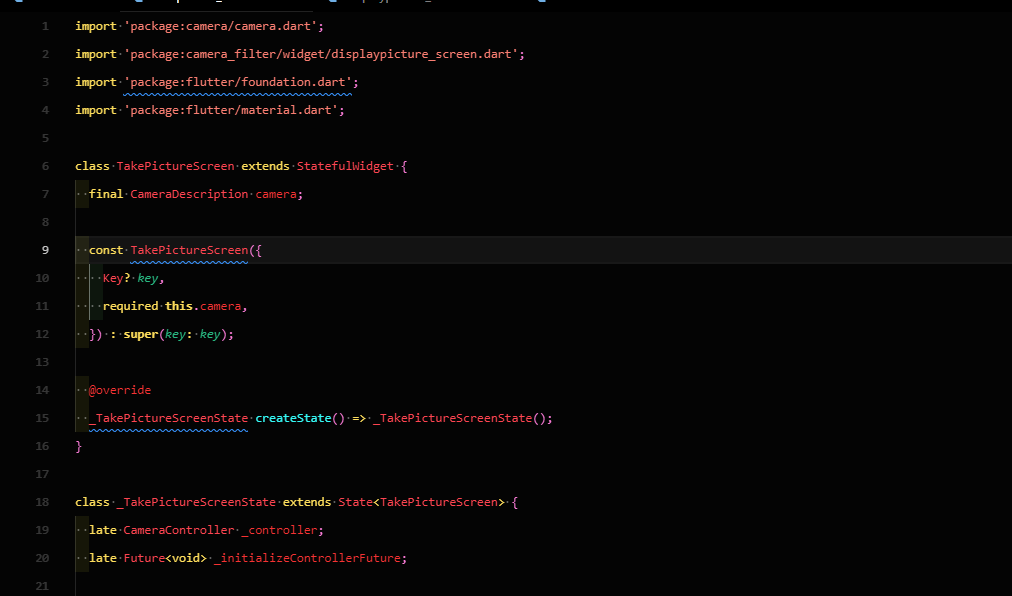 1 import 'package:camera/camera.dart';
2 import 'package:camera_filter/widget/displaypicture_screen.dart';
3 import 'package:flutter/foundation.dart';
4 import 'package:flutter/material.dart';
5
6 class TakePictureScreen extends StatefulWidget {
7   final CameraDescription camera;
8
9   const TakePictureScreen({
10     Key? key,
11     required this.camera,
12   }) : super(key: key);
13
14   @override
15   _TakePictureScreenState createState() => _TakePictureScreenState();
16 }
17
18 class _TakePictureScreenState extends State<TakePictureScreen> {
19   late CameraController _controller;
20   late Future<void> _initializeControllerFuture;
21